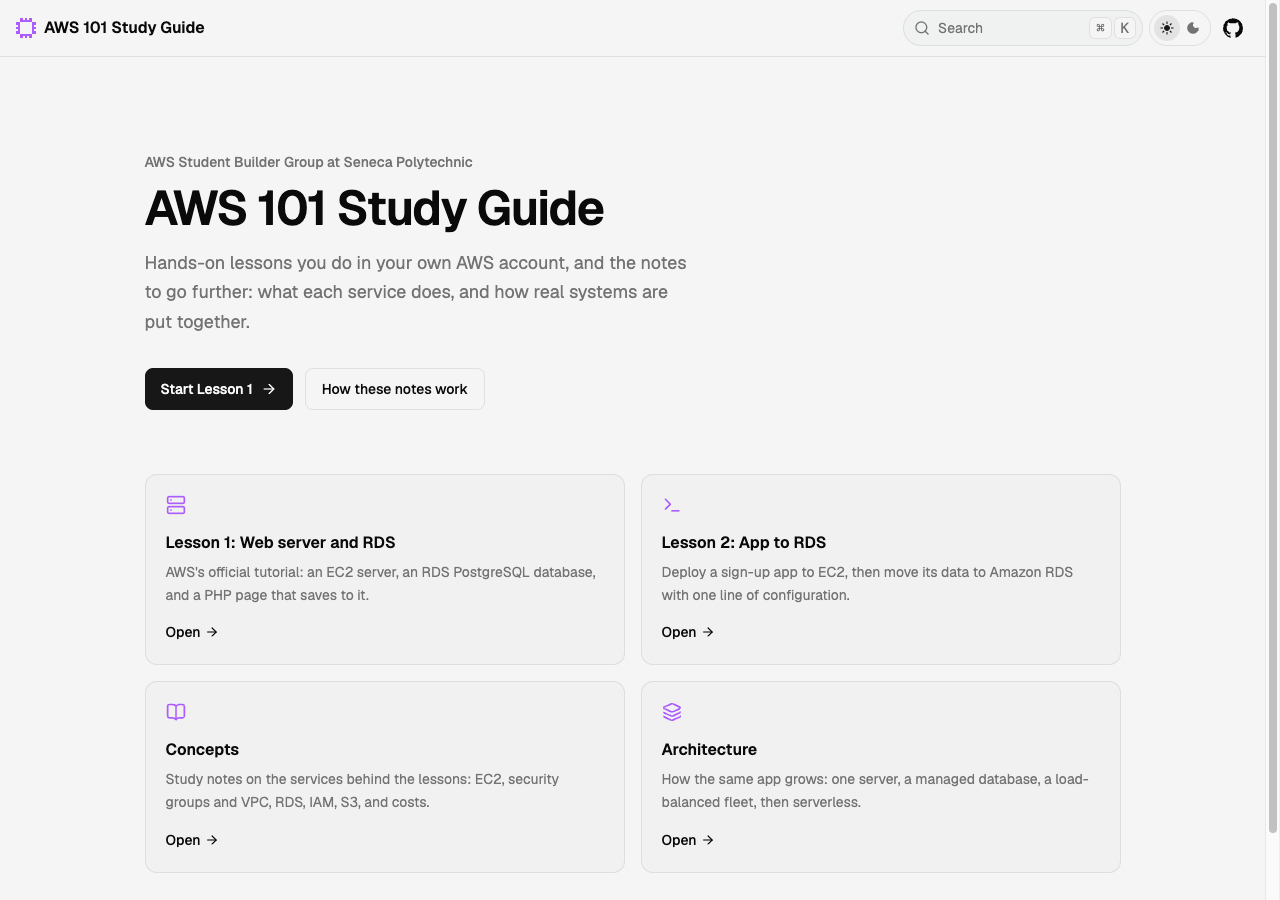 AWS 101 Study Guide
Search
⌘ K
AWS Student Builder Group at Seneca Polytechnic
AWS 101 Study Guide
Hands-on lessons you do in your own AWS account, and the notes
to go further: what each service does, and how real systems are
put together.
Start Lesson 1
How these notes work
Lesson 1: Web server and RDS
AWS's official tutorial: an EC2 server, an RDS PostgreSQL database,
and a PHP page that saves to it.
Open
Lesson 2: App to RDS
Deploy a sign-up app to EC2, then move its data to Amazon RDS
with one line of configuration.
Open
Concepts
Study notes on the services behind the lessons: EC2, security
groups and VPC, RDS, IAM, S3, and costs.
Open
Architecture
How the same app grows: one server, a managed database, a load-
balanced fleet, then serverless.
Open